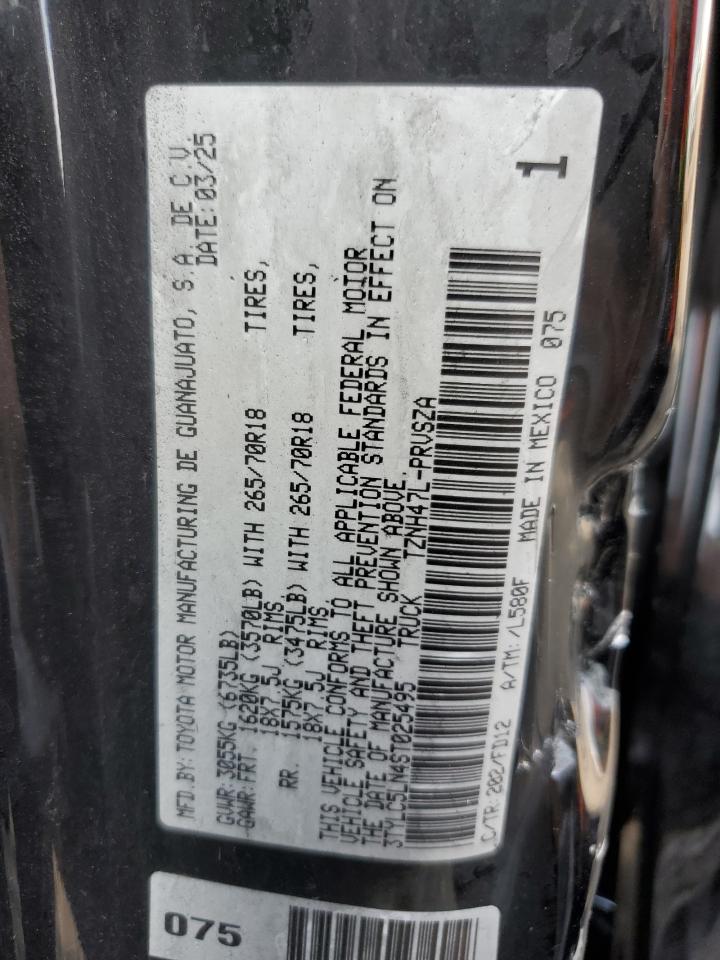 MFD.BY: TOYOTA MOTOR MANUFACTURING DE GUANAJUATO, S.A. DE C.V.
DATE: 03/25
GVWR: 3055KG (6735LB)
GAWR: FRT. 1620KG (3570LB) WITH 265/70R18 TIRES,
18X7.5J RIMS,
RR. 1575KG (3475LB) WITH 265/70R18 TIRES,
18X7.5J RIMS
THIS VEHICLE CONFORMS TO ALL APPLICABLE FEDERAL MOTOR
VEHICLE SAFETY AND THEFT PREVENTION STANDARDS IN EFFECT ON
THE DATE OF MANUFACTURE SHOWN ABOVE.
3TYLC5LN4ST025495 TRUCK TZNH47L-PRVSZA
1
C/TR: 202/FD12 A/TM: /L580F MADE IN MEXICO 075
075